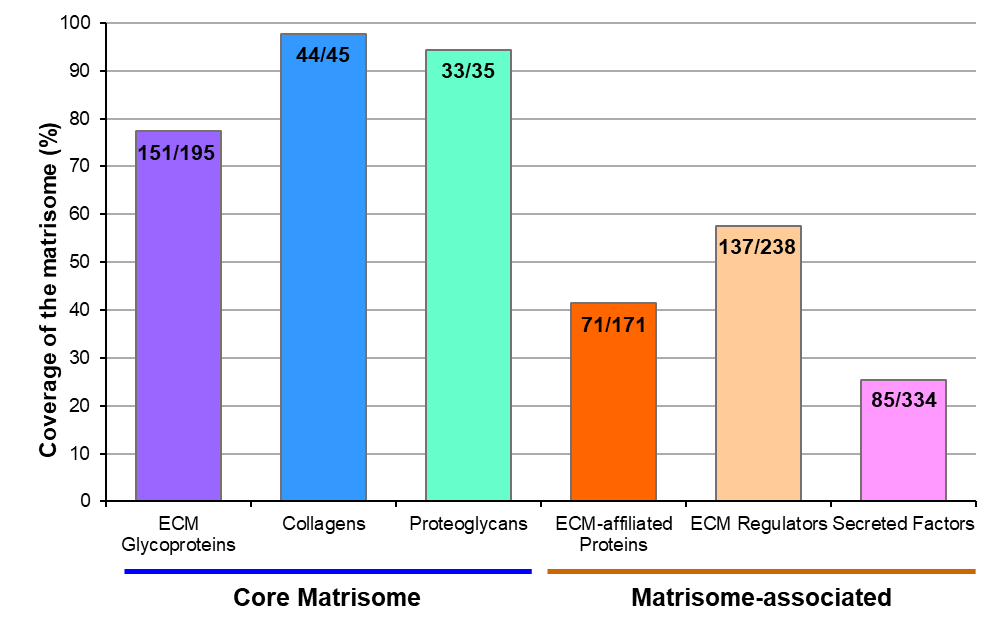 Coverage of the matrisome (%)
100
90
80
70
60
50
40
30
20
10
0
151/195
44/45
33/35
71/171
137/238
85/334
ECM
Glycoproteins
Collagens
Proteoglycans
ECM-affiliated
Proteins
ECM Regulators
Secreted Factors
Core Matrisome
Matrisome-associated